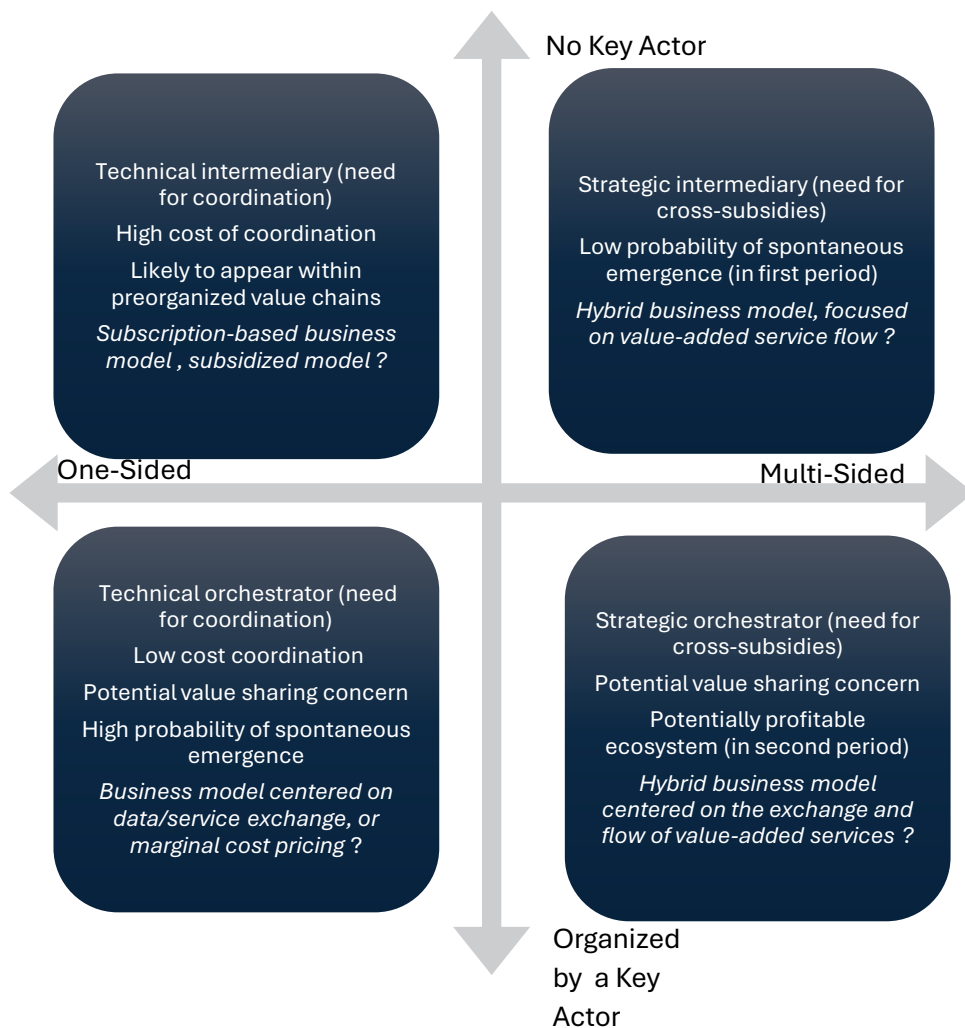 No Key Actor
Technical intermediary (need
for coordination)
High cost of coordination
Likely to appear within
preorganized value chains
Subscription-based business
model , subsidized model ?
Strategic intermediary (need for
cross-subsidies)
Low probability of spontaneous
emergence (in first period)
Hybrid business model, focused
on value-added service flow ?
One-Sided
Multi-Sided
Technical orchestrator (need
for coordination)
Low cost coordination
Potential value sharing concern
High probability of spontaneous
emergence
Business model centered on
data/service exchange, or
marginal cost pricing ?
Strategic orchestrator (need for
cross-subsidies)
Potential value sharing concern
Potentially profitable
ecosystem (in second period)
Hybrid business model
centered on the exchange and
flow of value-added services ?
Organized
by a Key
Actor